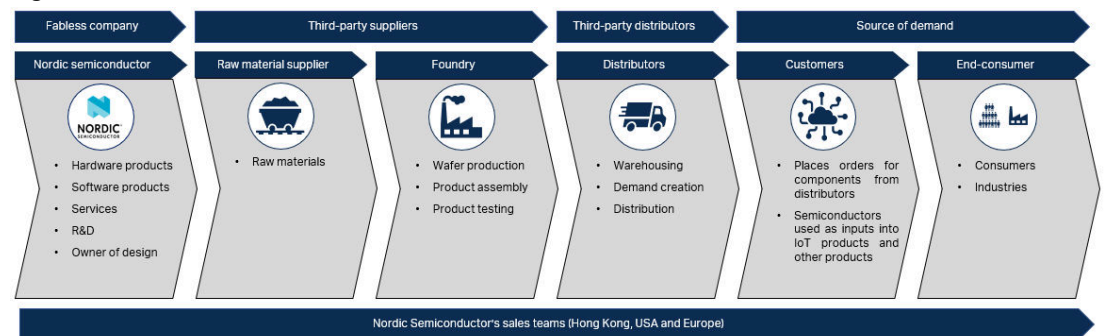 Fabless company
Third-party suppliers
Third-party distributors
Source of demand
Nordic semiconductor
Raw material supplier
Foundry
Distributors
Customers
End-consumer
NORDIC
SEMICONDUCTOR
• Hardware products
• Software products
• Services
• R&D
• Owner of design
• Raw materials
• Wafer production
• Product assembly
• Product testing
• Warehousing
• Demand creation
• Distribution
• Places orders for
components from
distributors
• Semiconductors
used as inputs into
IoT products and
other products
• Consumers
• Industries
Nordic Semiconductor's sales teams (Hong Kong, USA and Europe)